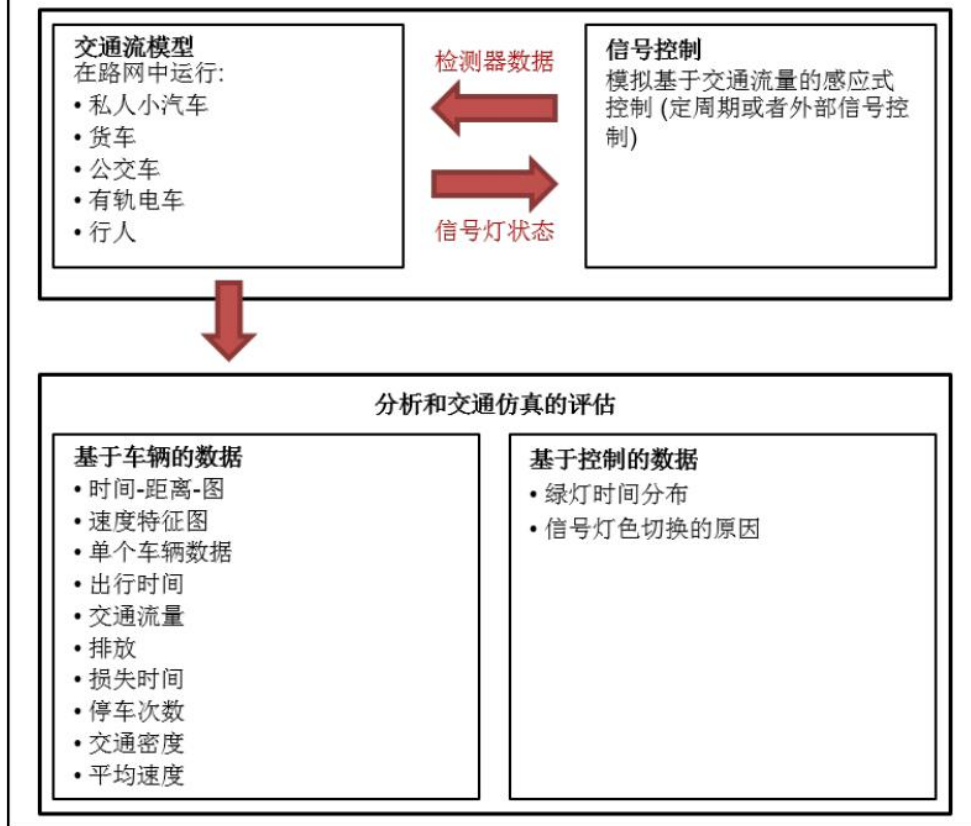 交通流模型
在路网中运行:
• 私人小汽车
• 货车
• 公交车
• 有轨电车
• 行人
检测器数据
信号灯状态
信号控制
模拟基于交通流量的感应式
控制 (定周期或者外部信号控
制)
分析和交通仿真的评估
基于车辆的数据
• 时间-距离-图
• 速度特征图
• 单个车辆数据
• 出行时间
• 交通流量
• 排放
• 损失时间
• 停车次数
• 交通密度
• 平均速度
基于控制的数据
• 绿灯时间分布
• 信号灯色切换的原因